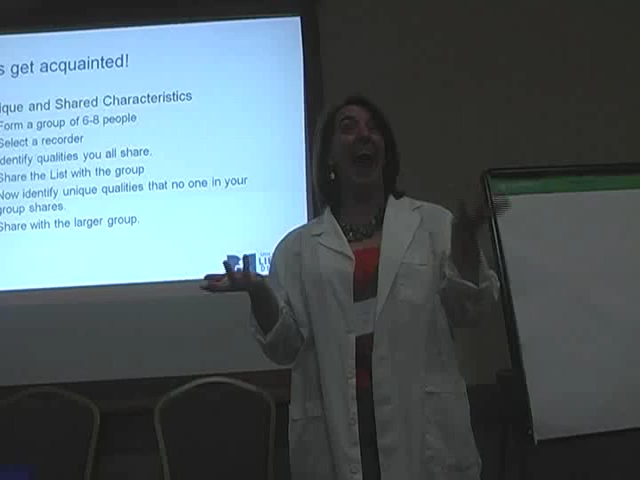 s get acquainted!
ique and Shared Characteristics
Form a group of 6-8 people
Select a recorder
Identify qualities you all share.
Share the List with the group
Now identify unique qualities that no one in your
group shares.
Share with the larger group.